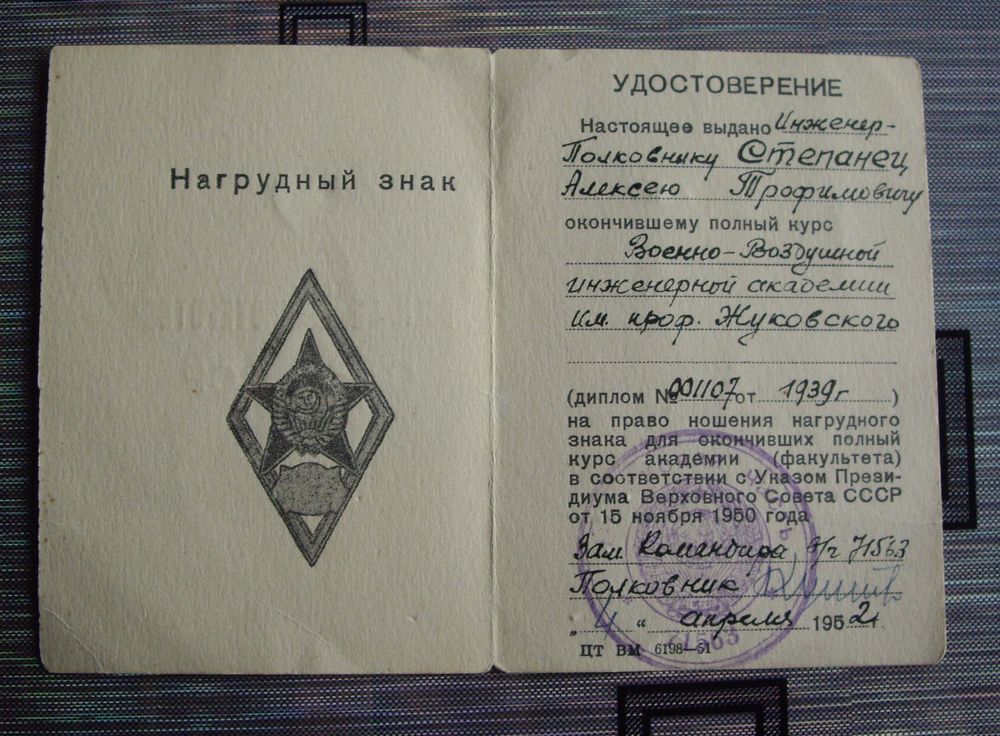 Нагрудный знак
УДОСТОВЕРЕНИЕ
Настоящее выдано Инженер-
Полковнику Степанец
Алексею Трофимовичу
окончившему полный курс
Военно-Воздушной
инженерной академии
им. проф. Жуковского
(диплом № 001107 от 1939г )
на право ношения нагрудного
знака для окончивших полный
курс академии (факультета)
в соответствии с Указом Прези-
диума Верховного Совета СССР
от 15 ноября 1950 года
Зам Командира в/ч 71563
Полковник
„ 4 “ апреля 1952 г.
71563
ЦТ ВМ 6198—51